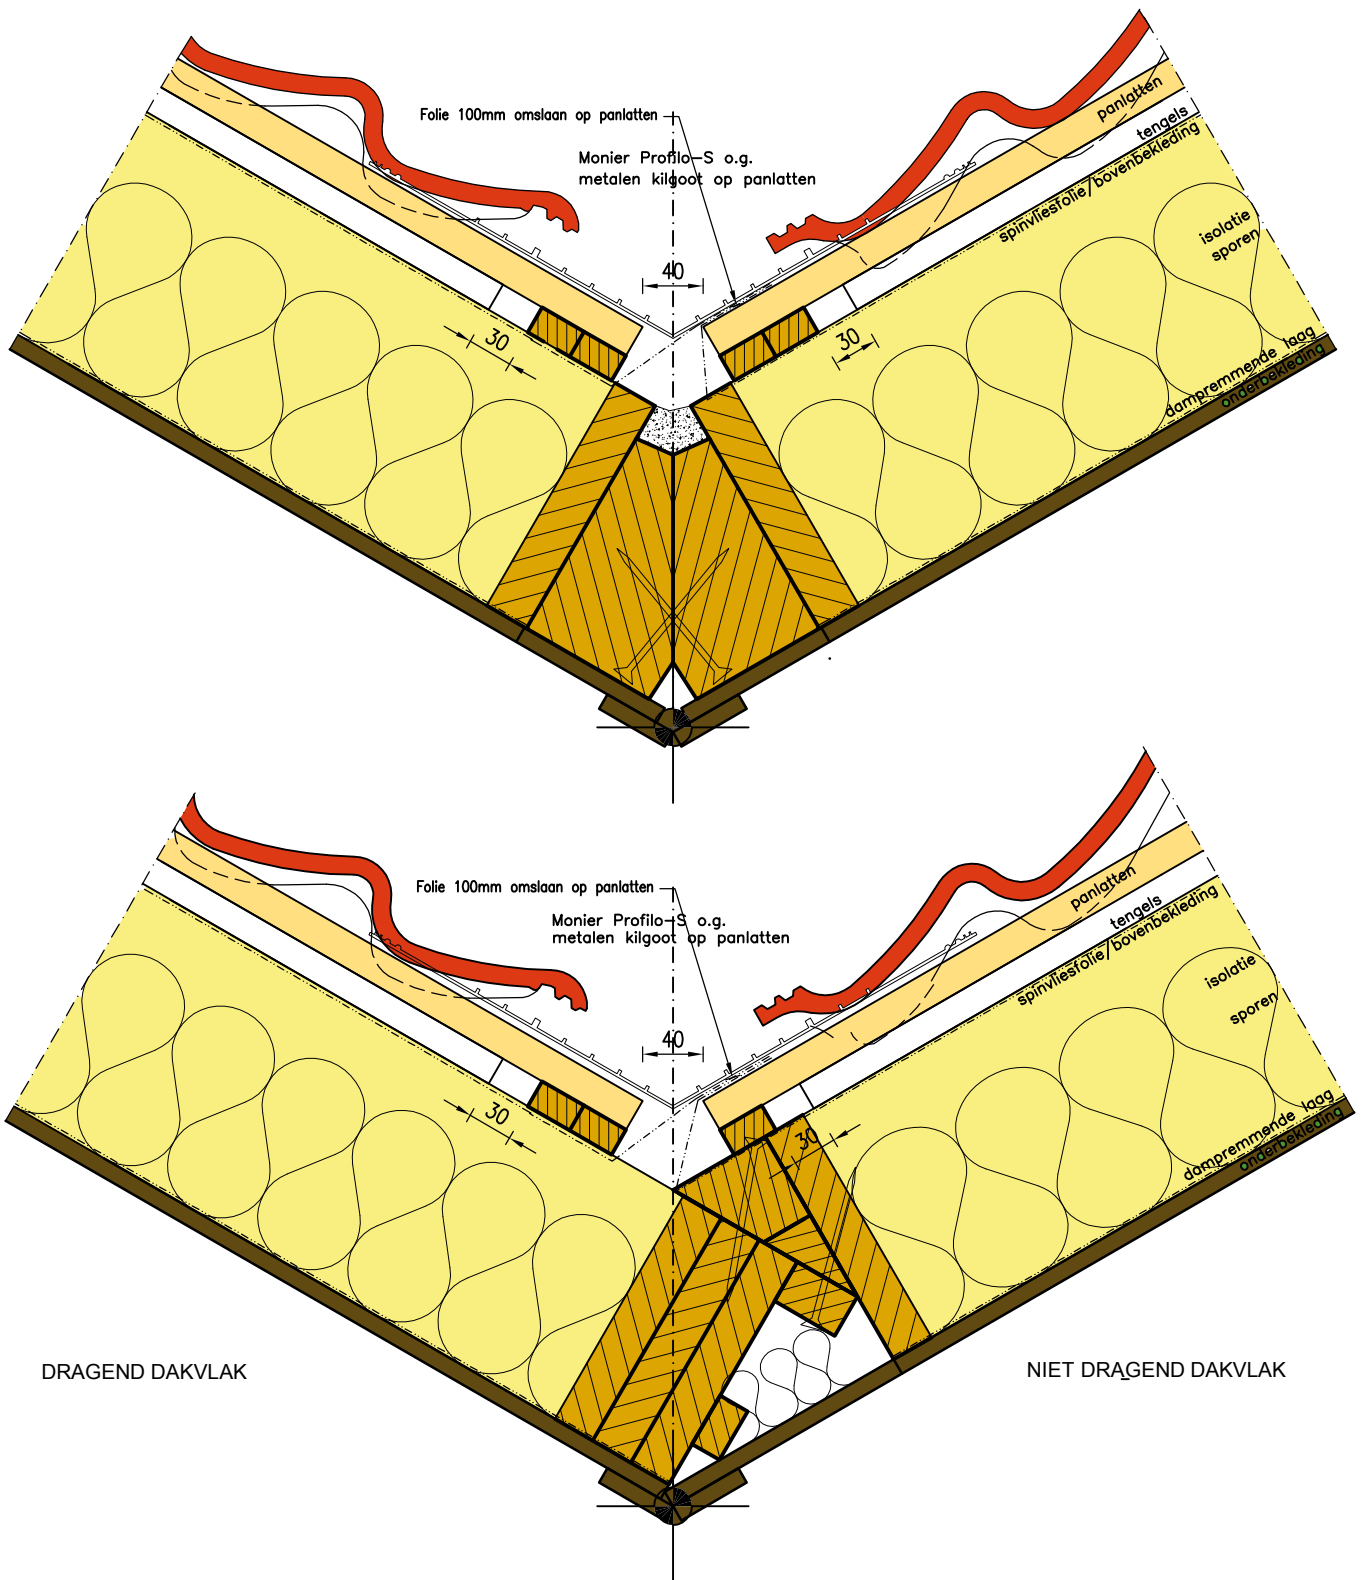 Folie 100mm omslaan op panlatten
Monier Profilo-S o.g.
metalen kilgoot op panlatten
panlatten
tengels
spinvliesfolie/bovenbekleding
isolatie
sporen
40
30
30
dampremmende laag
onderbekleding
Folie 100mm omslaan op panlatten
Monier Profilo-S o.g.
metalen kilgoot op panlatten
panlatten
tengels
spinvliesfolie/bovenbekleding
isolatie
sporen
40
30
30
dampremmende laag
onderbekleding
DRAGEND DAKVLAK
NIET DRAGEND DAKVLAK